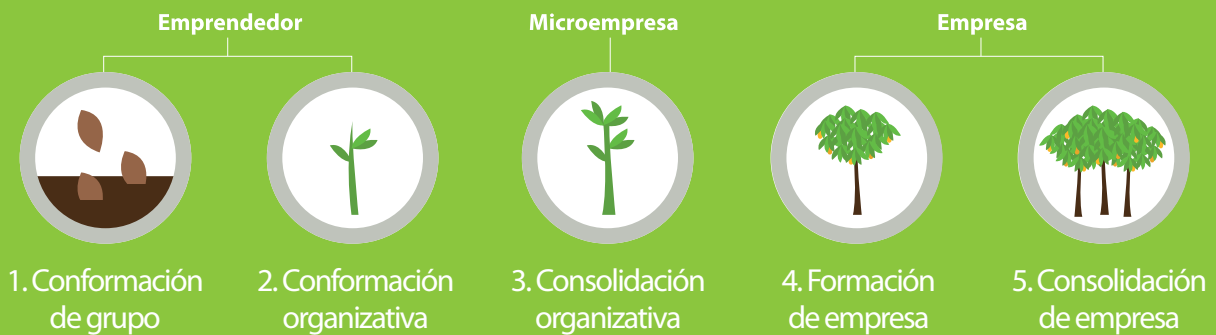 Emprendedor
Microempresa
Empresa
1. Conformación
de grupo
2. Conformación
organizativa
3. Consolidación
organizativa
4. Formación
de empresa
5. Consolidación
de empresa